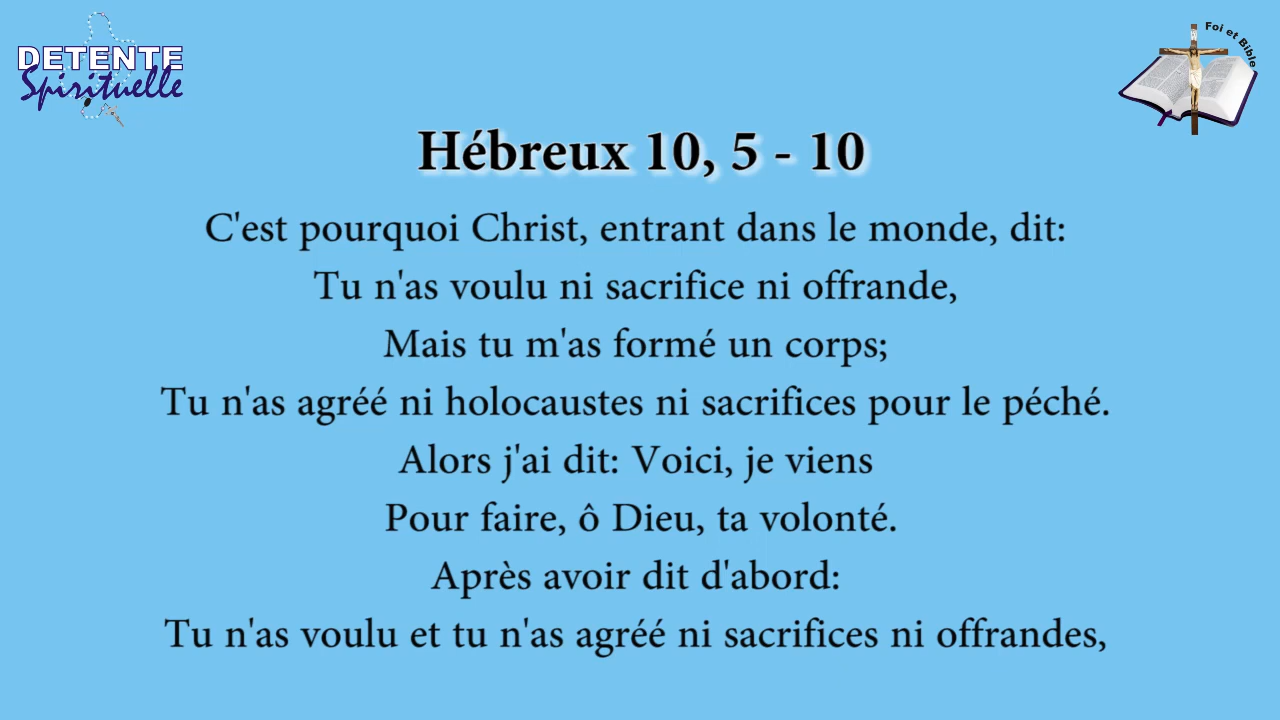 DETENTE
Spirituelle
Foi et Bible
Hébreux 10, 5 - 10
C'est pourquoi Christ, entrant dans le monde, dit:
Tu n'as voulu ni sacrifice ni offrande,
Mais tu m'as formé un corps;
Tu n'as agréé ni holocaustes ni sacrifices pour le péché.
Alors j'ai dit: Voici, je viens
Pour faire, ô Dieu, ta volonté.
Après avoir dit d'abord:
Tu n'as voulu et tu n'as agréé ni sacrifices ni offrandes,